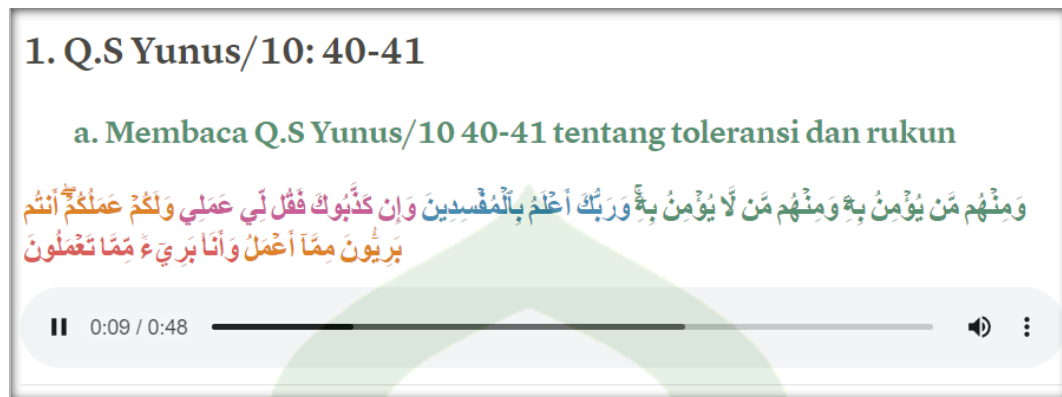 1. Q.S Yunus/10: 40-41
a. Membaca Q.S Yunus/10 40-41 tentang toleransi dan rukun
وَمِنْهُم مَّن يُؤْمِنُ بِهِۦ وَمِنْهُم مَّن لَّا يُؤْمِنُ بِهِۦۚ وَرَبُّكَ أَعْلَمُ بِٱلْمُفْسِدِينَ وَإِن كَذَّبُوكَ فَقُل لِّي عَمَلِي وَلَكُمْ عَمَلُكُمْۖ أَنتُم
بَرِيُّونَ مِمَّآ أَعْمَلُ وَأَنَا۠ بَرِيٓءٞ مِّمَّا تَعْمَلُونَ
0:09 / 0:48